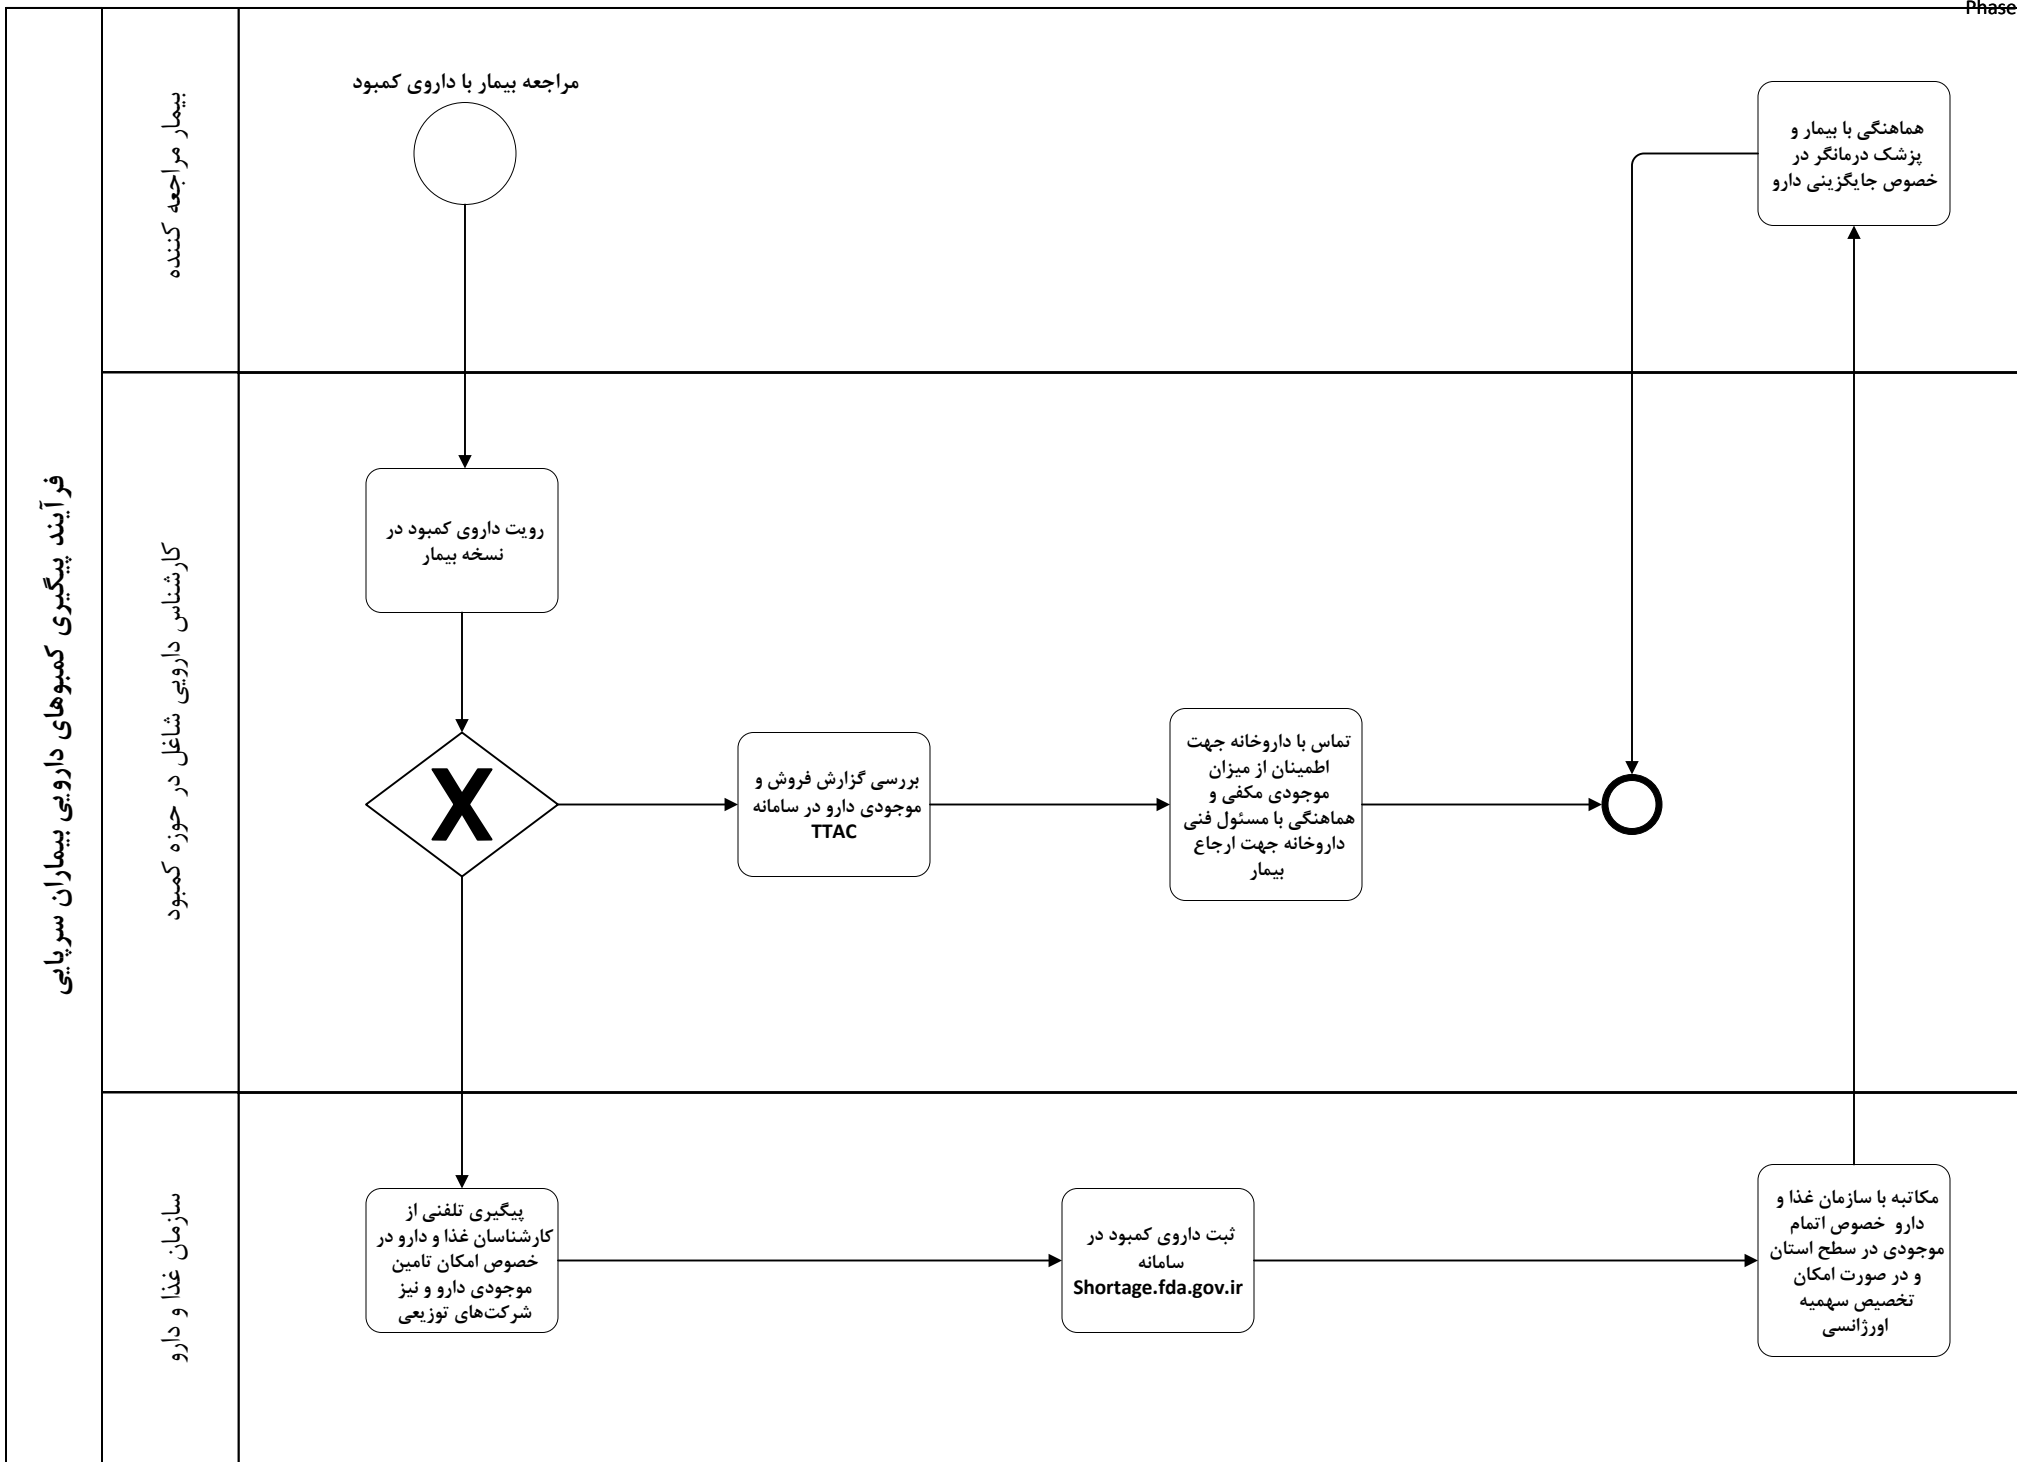 Phase
فرآیند پیگیری کمبوهای دارویی بیماران سرپایی
بیمار مراجعه کننده
مراجعه بیمار با داروی کمبود
هماهنگی با بیمار و
پزشک درمانگر در
خصوص جایگزینی دارو
کارشناس دارویی شاغل در حوزه کمبود
رویت داروی کمبود در
نسخه بیمار
X
بررسی گزارش فروش و
موجودی دارو در سامانه
TTAC
تماس با داروخانه جهت
اطمینان از میزان
موجودی مکفی و
هماهنگی با مسئول فنی
داروخانه جهت ارجاع
بیمار
سازمان غذا و دارو
پیگیری تلفنی از
کارشناسان غذا و دارو در
خصوص امکان تامین
موجودی دارو و نیز
شرکت‌های توزیعی
ثبت داروی کمبود در
سامانه
Shortage.fda.gov.ir
مکاتبه با سازمان غذا و
دارو خصوص اتمام
موجودی در سطح استان
و در صورت امکان
تخصیص سهمیه
اورژانسی